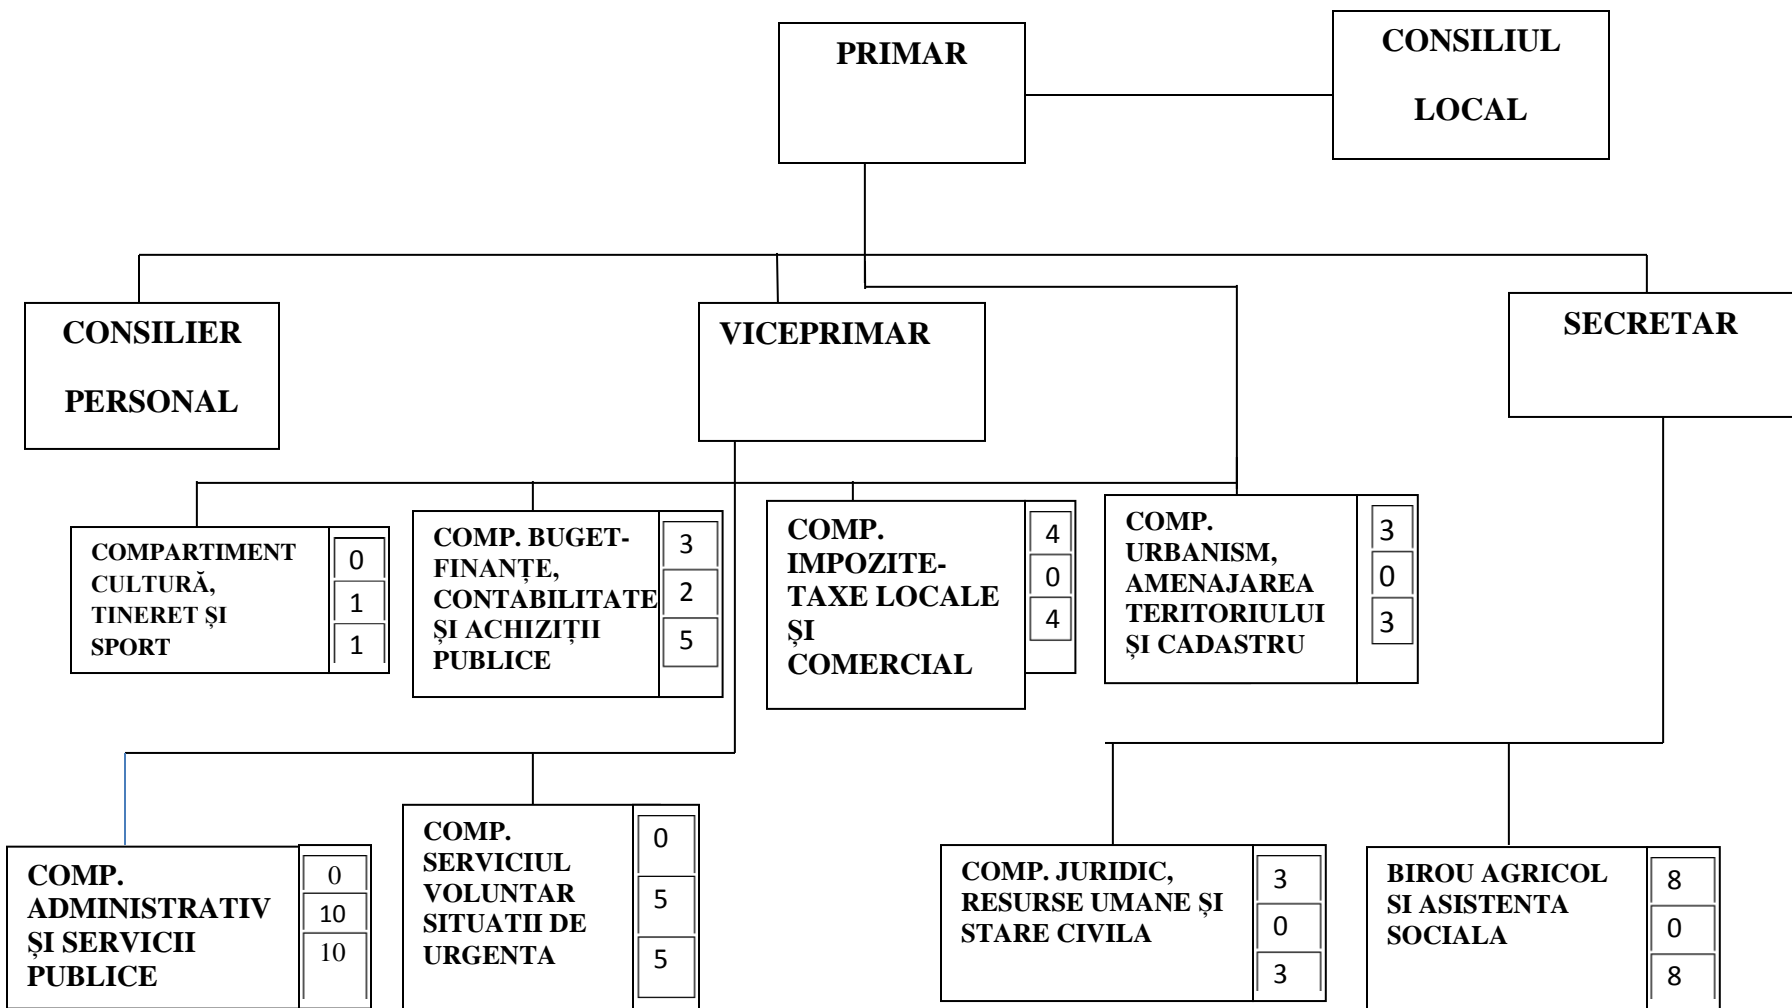 PRIMAR
CONSILIUL
LOCAL
CONSILIER
PERSONAL
VICEPRIMAR
SECRETAR
COMPARTIMENT
CULTURĂ,
TINERET ȘI
SPORT
0
1
1
COMP. BUGET-
FINANȚE,
CONTABILITATE
ȘI ACHIZIȚII
PUBLICE
3
2
5
COMP.
IMPOZITE-
TAXE LOCALE
ȘI
COMERCIAL
4
0
4
COMP.
URBANISM,
AMENAJAREA
TERITORIULUI
ȘI CADASTRU
3
0
3
COMP.
ADMINISTRATIV
ȘI SERVICII
PUBLICE
0
10
10
COMP.
SERVICIUL
VOLUNTAR
SITUATII DE
URGENTA
0
5
5
COMP. JURIDIC,
RESURSE UMANE ȘI
STARE CIVILA
3
0
3
BIROU AGRICOL
SI ASISTENTA
SOCIALA
8
0
8